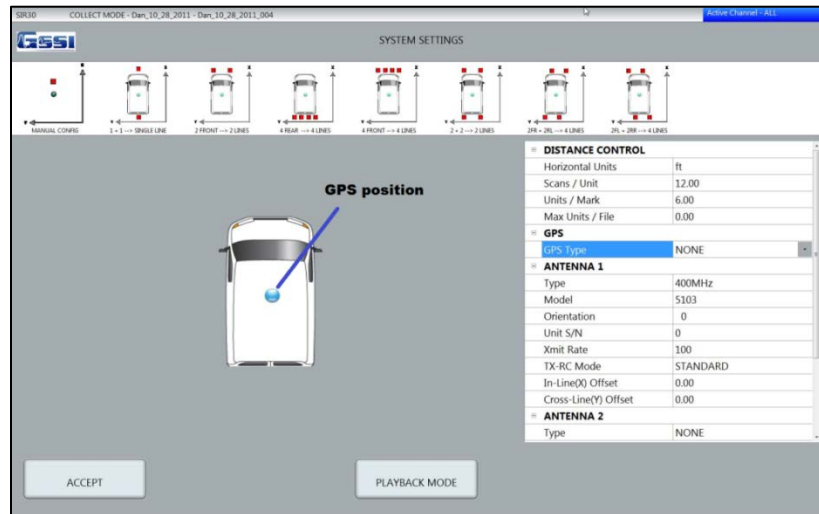 SIR30 COLLECT MODE - Dan_10_28_2011 - Dan_10_28_2011_004 Active Channel - ALL
GSSI SYSTEM SETTINGS
X X X X X X X X
Y MANUAL CONFIG Y 1 + 1 --> SINGLE LINE Y 2 FRONT --> 2 LINES Y 4 REAR --> 4 LINES Y 4 FRONT --> 4 LINES Y 2 + 2 --> 2 LINES Y 2FR + 2RL --> 4 LINES Y 2FL + 2RR --> 4 LINES
DISTANCE CONTROL
Horizontal Units ft
Scans / Unit 12.00
Units / Mark 6.00
Max Units / File 0.00
GPS
GPS Type NONE
ANTENNA 1
Type 400MHz
Model 5103
Orientation 0
Unit S/N 0
Xmit Rate 100
TX-RC Mode STANDARD
In-Line(X) Offset 0.00
Cross-Line(Y) Offset 0.00
ANTENNA 2
Type NONE
GPS position
ACCEPT
PLAYBACK MODE